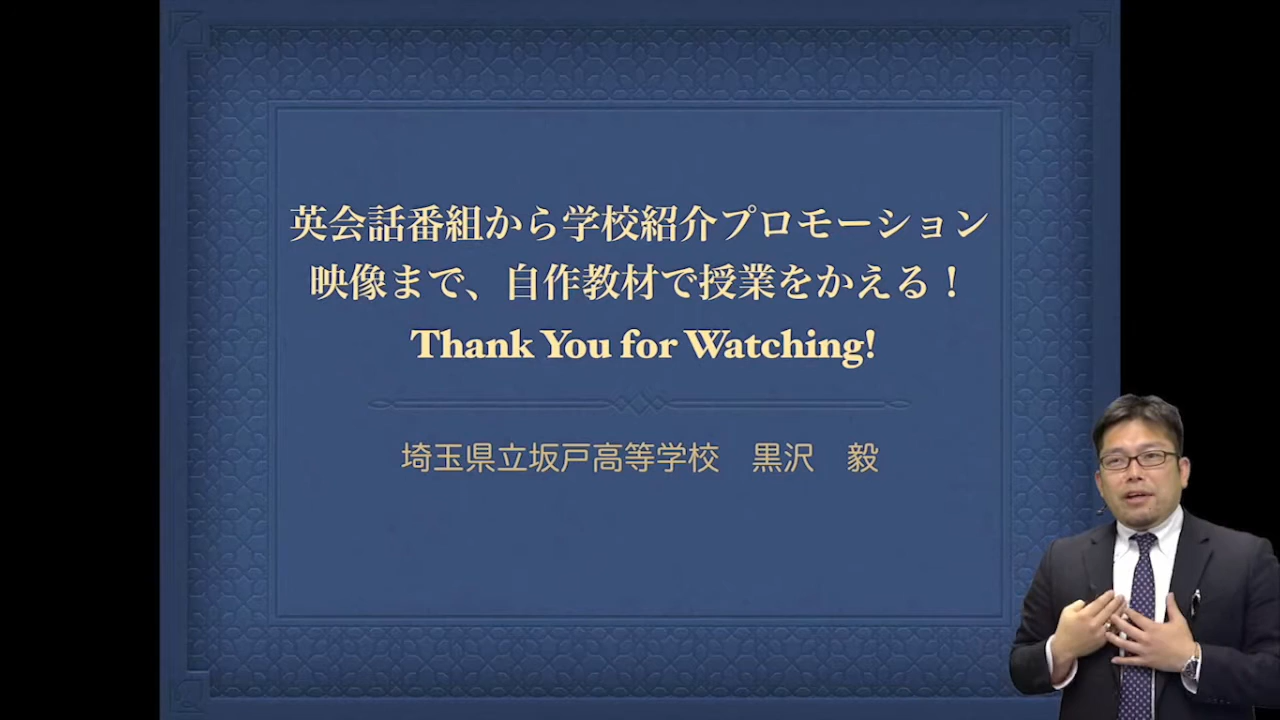 英会話番組から学校紹介プロモーション
映像まで、自作教材で授業をかえる！
Thank You for Watching!
埼玉県立坂戸高等学校　黒沢　毅